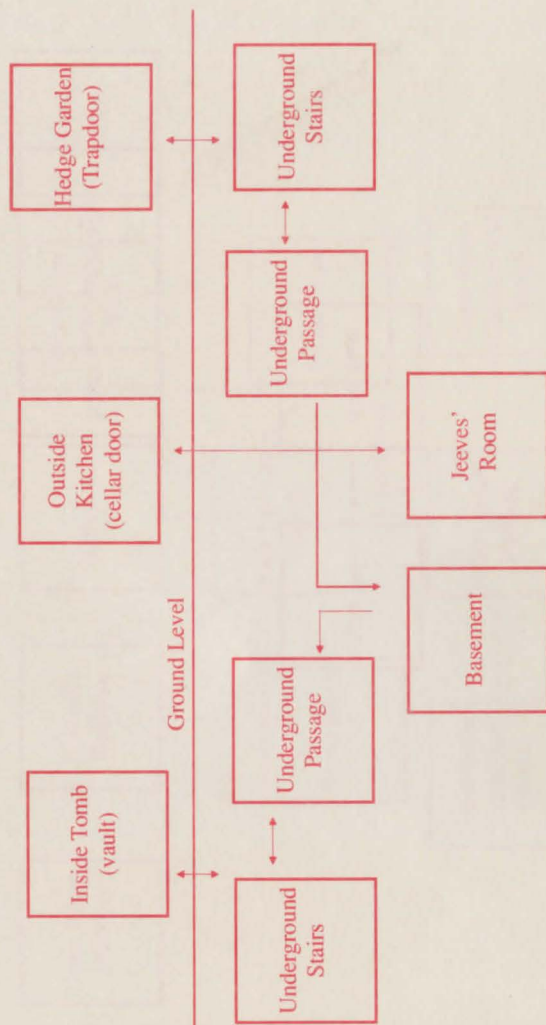 Inside Tomb
(vault)
Outside
Kitchen
(cellar door)
Hedge Garden
(Trapdoor)
Ground Level
Underground
Stairs
Underground
Passage
Underground
Passage
Underground
Stairs
Basement
Jeeves'
Room